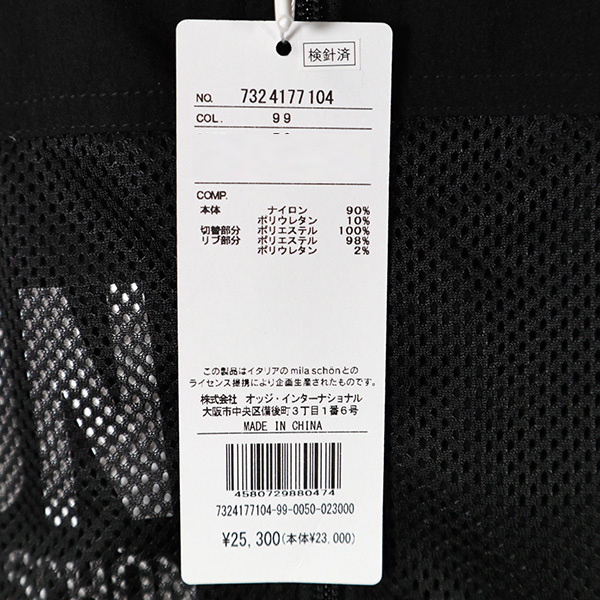 検針済
NO. 7324177104
COL. 99
COMP.
本体 ナイロン 90%
ポリウレタン 10%
切替部分 ポリエステル 100%
リブ部分 ポリエステル 98%
ポリウレタン 2%
この製品はイタリアのmila schönとの
ライセンス提携により企画生産されたものです。
株式会社 オッジ・インターナショナル
大阪市中央区備後町3丁目1番6号
MADE IN CHINA
4580729880474
7324177104-99-0050-023000
¥25,300(本体¥23,000)
N